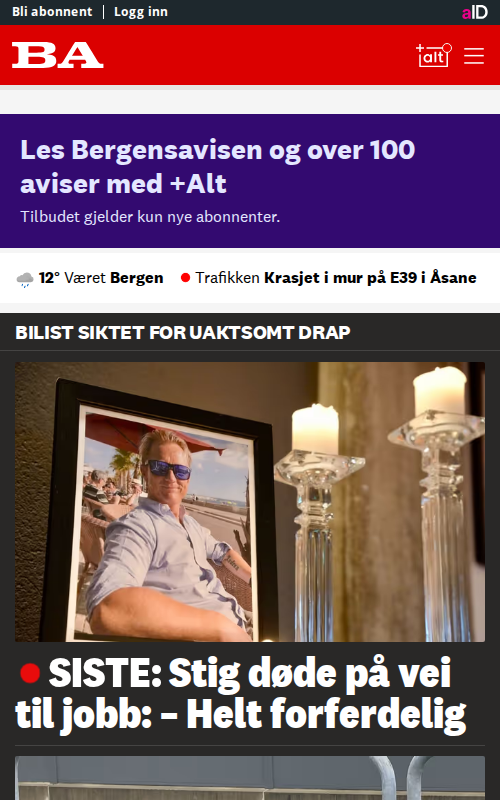 Bli abonnent
Logg inn
aID
BA
+alt
Les Bergensavisen og over 100
aviser med +Alt
Tilbudet gjelder kun nye abonnenter.
12° Været Bergen
Trafikken Krasjet i mur på E39 i Åsane
BILIST SIKTET FOR UAKTSOMT DRAP
SISTE: Stig døde på vei
til jobb: – Helt forferdelig